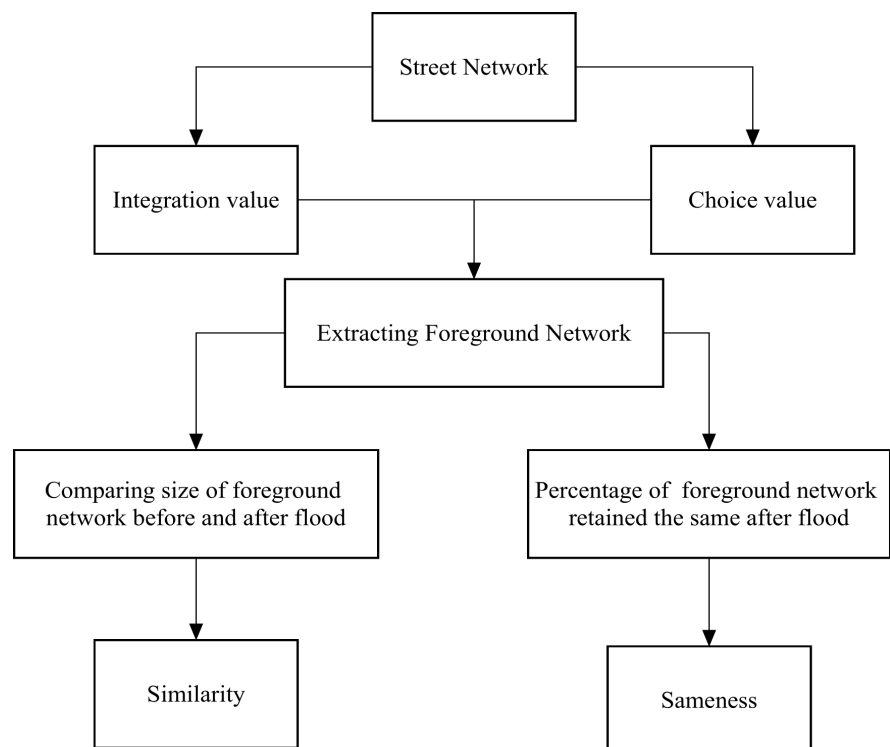 Street Network
Integration value
Choice value
Extracting Foreground Network
Comparing size of foreground
network before and after flood
Percentage of foreground network
retained the same after flood
Similarity
Sameness